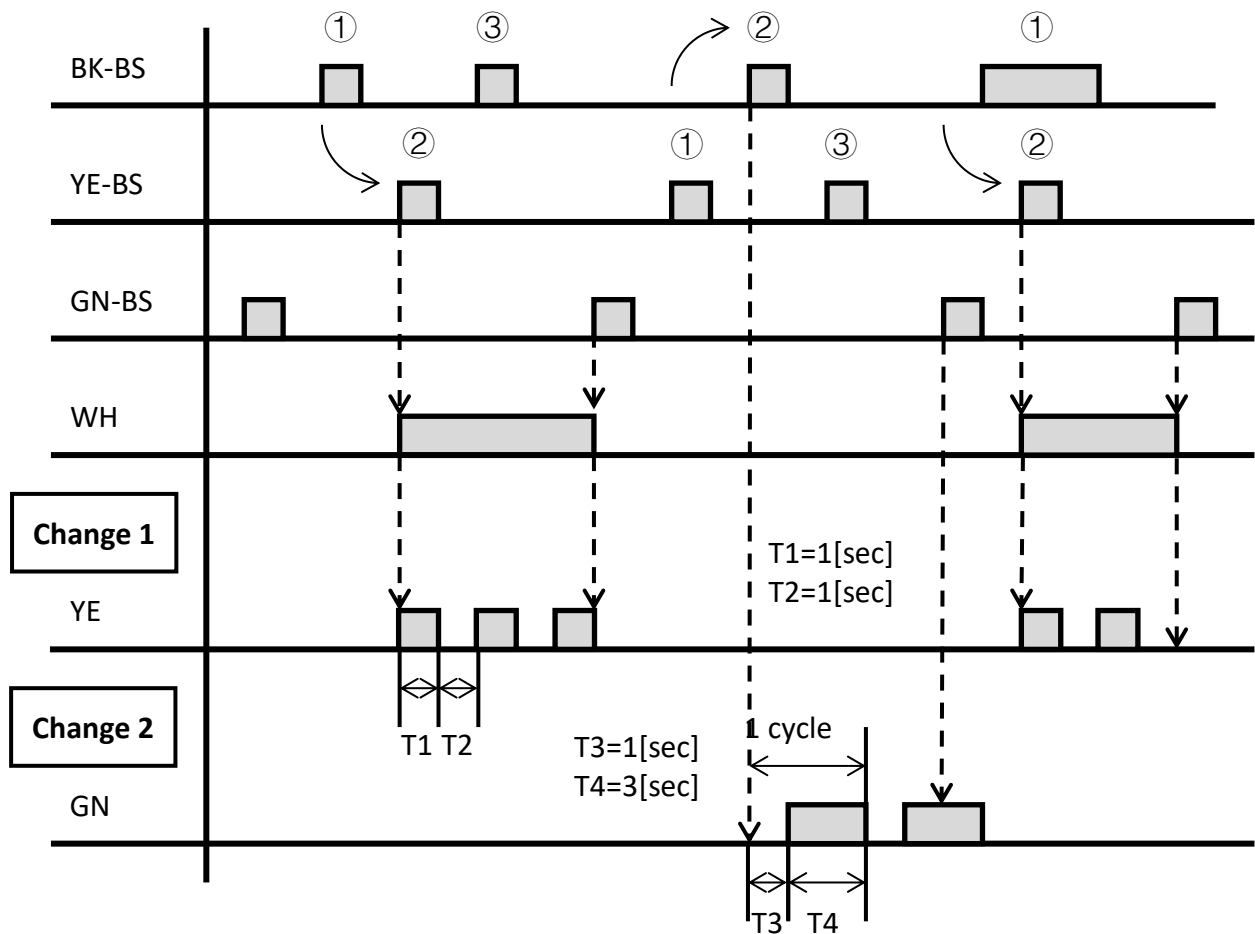 ① ③ ② ①
BK-BS
② ① ③ ②
YE-BS
GN-BS
WH
Change 1
T1=1[sec]
T2=1[sec]
YE
Change 2
T1 T2
T3=1[sec]
T4=3[sec]
1 cycle
GN
T3 T4